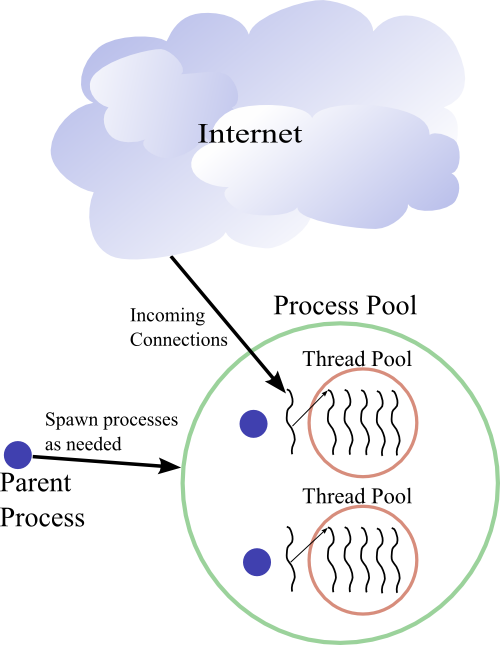 Internet
Incoming
Connections
Process Pool
Thread Pool
Spawn processes
as needed
Parent
Process
Thread Pool